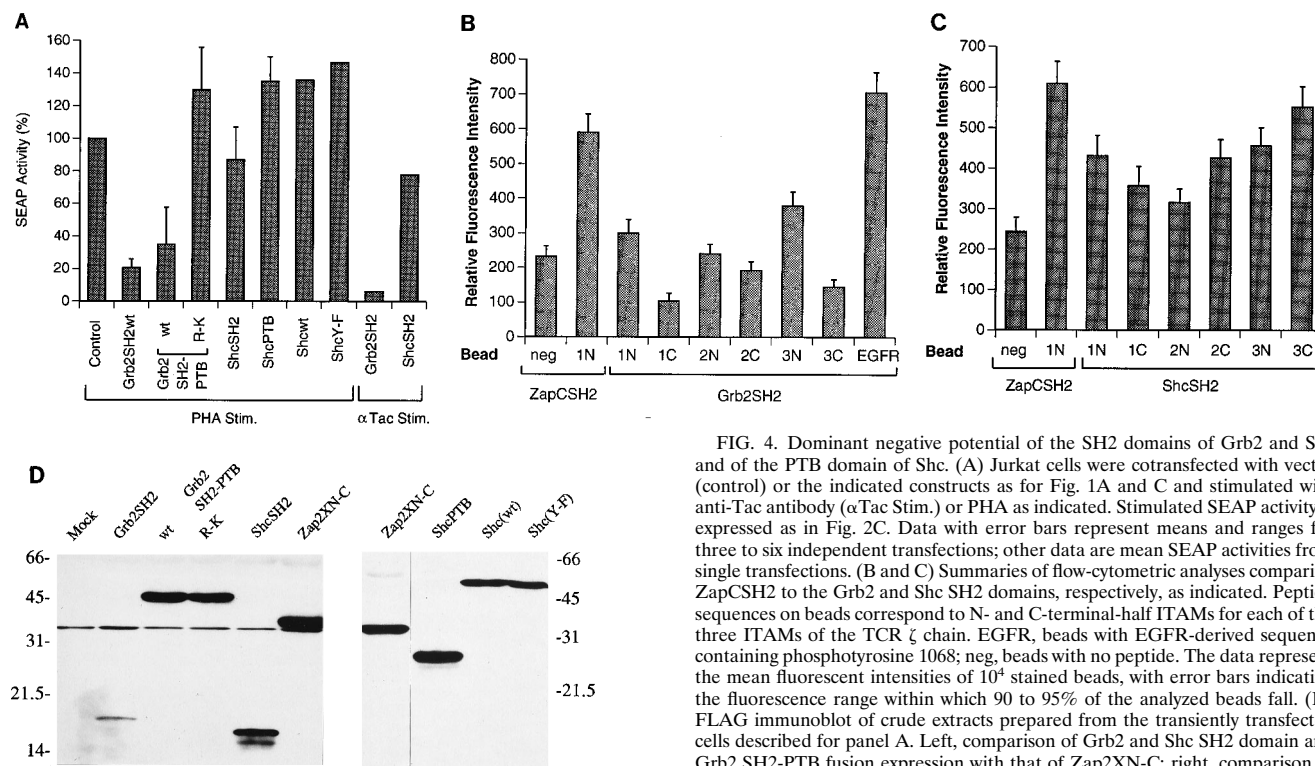 A
SEAP Activity (%)
160
140
120
100
80
60
40
20
0
Control
Grb2SH2wt
Grb2 SH2-PTB
wt
R-K
ShcSH2
ShcPTB
Shcwt
ShcY-F
Grb2SH2
ShcSH2
PHA Stim.
α Tac Stim.
B
Relative Fluorescence Intensity
800
700
600
500
400
300
200
100
0
Bead
neg 1N 1N 1C 2N 2C 3N 3C EGFR
ZapCSH2
Grb2SH2
C
Relative Fluorescence Intensity
700
600
500
400
300
200
100
0
Bead
neg 1N 1N 1C 2N 2C 3N 3C
ZapCSH2
ShcSH2
D
Mock
Grb2SH2
Grb2 SH2-PTB
wt
R-K
ShcSH2
Zap2XN-C
66-
45-
31-
21.5-
14-
Zap2XN-C
ShcPTB
Shc(wt)
Shc(Y-F)
-66
-45
-31
-21.5
FIG. 4. Dominant negative potential of the SH2 domains of Grb2 and
and of the PTB domain of Shc. (A) Jurkat cells were cotransfected with
(control) or the indicated constructs as for Fig. 1A and C and stimulated
anti-Tac antibody (αTac Stim.) or PHA as indicated. Stimulated SEAP activity
expressed as in Fig. 2C. Data with error bars represent means and ranges
three to six independent transfections; other data are mean SEAP activities
single transfections. (B and C) Summaries of flow-cytometric analyses
ZapCSH2 to the Grb2 and Shc SH2 domains, respectively, as indicated.
sequences on beads correspond to N- and C-terminal-half ITAMs for each of
three ITAMs of the TCR ζ chain. EGFR, beads with EGFR-derived
containing phosphotyrosine 1068; neg, beads with no peptide. The data
the mean fluorescent intensities of 10⁴ stained beads, with error bars
the fluorescence range within which 90 to 95% of the analyzed beads fall.
FLAG immunoblot of crude extracts prepared from the transiently
cells described for panel A. Left, comparison of Grb2 and Shc SH2 domain
Grb2 SH2-PTB fusion expression with that of Zap2XN-C; right, comparison